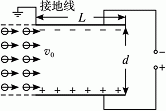 接地线
L
v₀
d
+ + + + + +
−
+